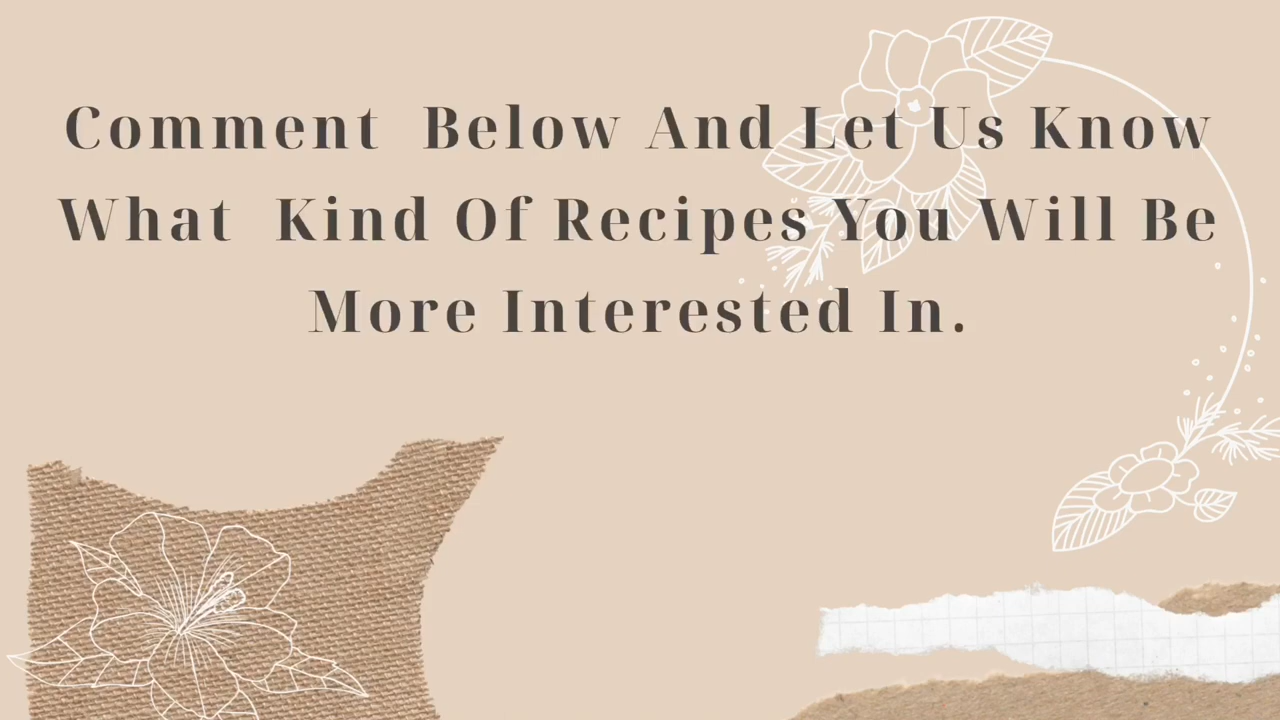 Comment Below And Let Us Know
What Kind Of Recipes You Will Be
More Interested In.